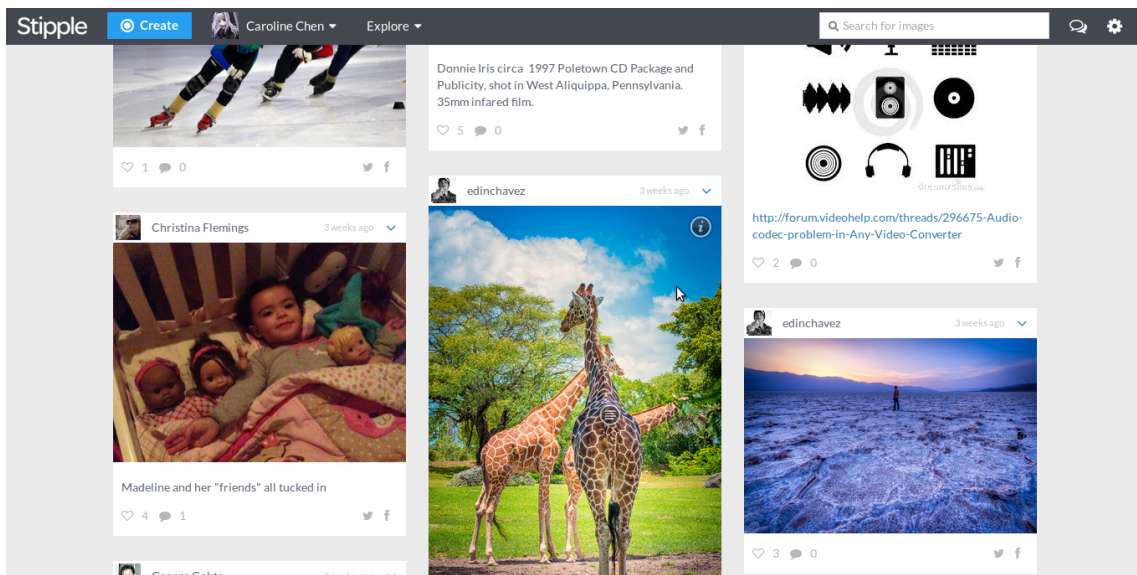 Stipple
Create
Caroline Chen
Explore
Search for images
1 0
Christina Flemings
3 weeks ago
Madeline and her "friends" all tucked in
4 1
Donnie Iris circa 1997 Poletown CD Package and
Publicity, shot in West Aliquippa, Pennsylvania.
35mm infared film.
5 0
edinchavez
3 weeks ago
i
dreamstime.com
http://forum.videohelp.com/threads/296675-Audio-
codec-problem-in-Any-Video-Converter
2 0
edinchavez
3 weeks ago
3 0